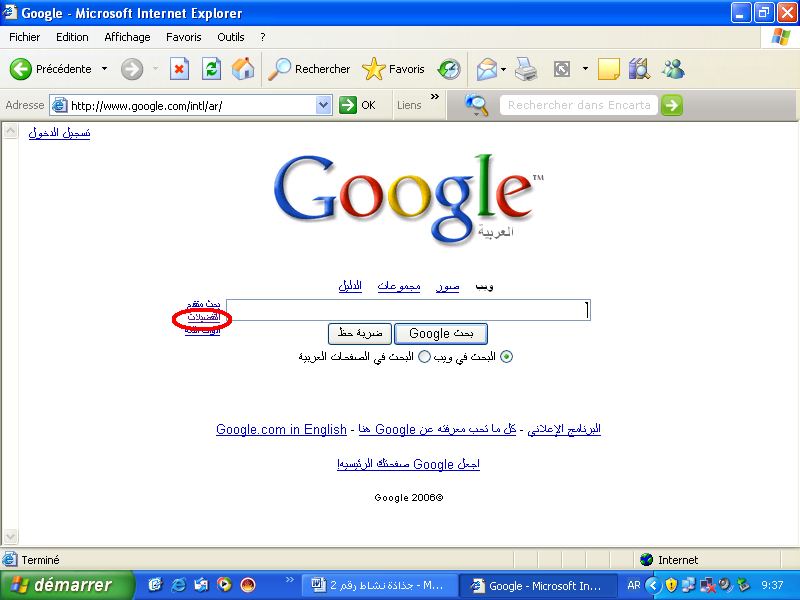 Google - Microsoft Internet Explorer
Fichier Edition Affichage Favoris Outils ?
Précédente Rechercher Favoris
Adresse http://www.google.com/intl/ar/ OK Liens » Rechercher dans Encarta
تسجيل الدخول
Google™
العربية
ويب صور مجموعات الدليل
بحث متقدم
التفضيلات
أدوات اللغة
بحث Google ضربة حظ
البحث في ويب البحث في الصفحات العربية
البرنامج الإعلاني - كل ما تحب معرفته عن Google هنا - Google.com in English
اجعل Google صفحتك الرئيسية!
Google 2006©
Terminé Internet
démarrer » جذاذة نشاط رقم 2 - M... Google - Microsoft In... AR 9:37